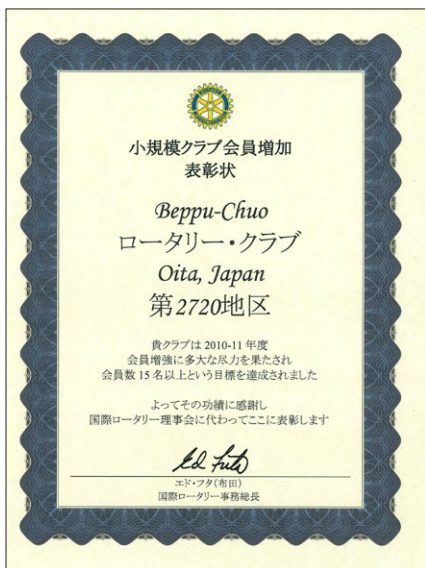 小規模クラブ会員増加
表彰状
Beppu-Chuo
ロータリー・クラブ
Oita, Japan
第2720地区
貴クラブは 2010-11 年度
会員増強に多大な尽力を果たされ
会員数 15 名以上という目標を達成されました
よってその功績に感謝し
国際ロータリー理事会に代わってここに表彰します
Ed Futa
エド・フタ(布田)
国際ロータリー事務総長